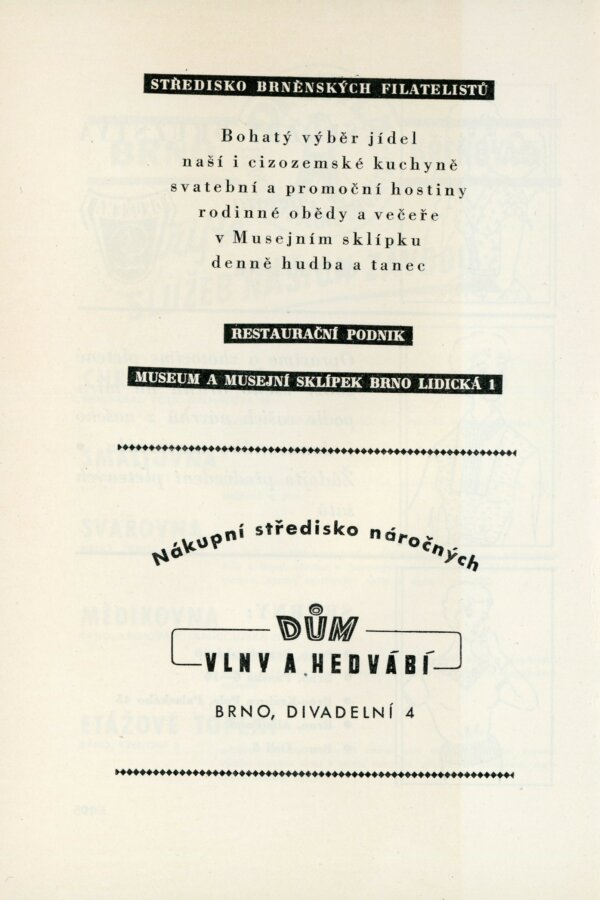 STŘEDISKO BRNĚNSKÝCH FILATELISTŮ
Bohatý výběr jídel
naší i cizozemské kuchyně
svatební a promoční hostiny
rodinné obědy a večeře
v Musejním sklípku
denně hudba a tanec
RESTAURAČNÍ PODNIK
MUSEUM A MUSEJNÍ SKLÍPEK BRNO LIDICKÁ 1
Nákupní středisko náročných
DŮM
VLNY A HEDVÁBÍ
BRNO, DIVADELNÍ 4